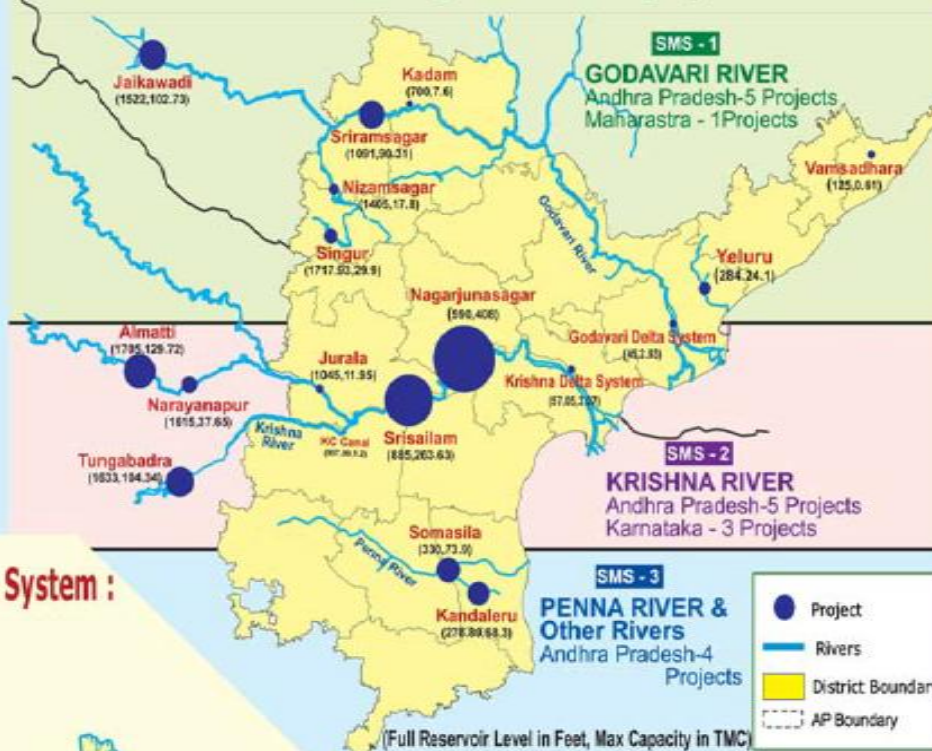 SMS - 1
GODAVARI RIVER
Andhra Pradesh-5 Projects
Maharastra - 1Projects
Jaikawadi
(1522,102.73)
Kadam
(700,7.6)
Sriramsagar
(1091,90.31)
Nizamsagar
(1405,17.8)
Singur
(1717.93,29.9)
Vamsadhara
(125,0.61)
Yeluru
(284,24.1)
Godavari River
Nagarjunasagar
(590,408)
Godavari Delta System
Almatti
(1705,129.72)
Jurala
(1045,11.95)
Krishna Delta System
Narayanapur
(1615,37.65)
Krishna
River
KC Canal
Srisailam
(885,263.63)
Tungabadra
(1633,104.34)
SMS - 2
KRISHNA RIVER
Andhra Pradesh-5 Projects
Karnataka - 3 Projects
Somasila
(330,73.9)
Penna River
Kandaleru
System :
SMS - 3
PENNA RIVER &
Other Rivers
Andhra Pradesh-4
Projects
Project
Rivers
District Boundar
AP Boundary
(Full Reservoir Level in Feet, Max Capacity in TMC)